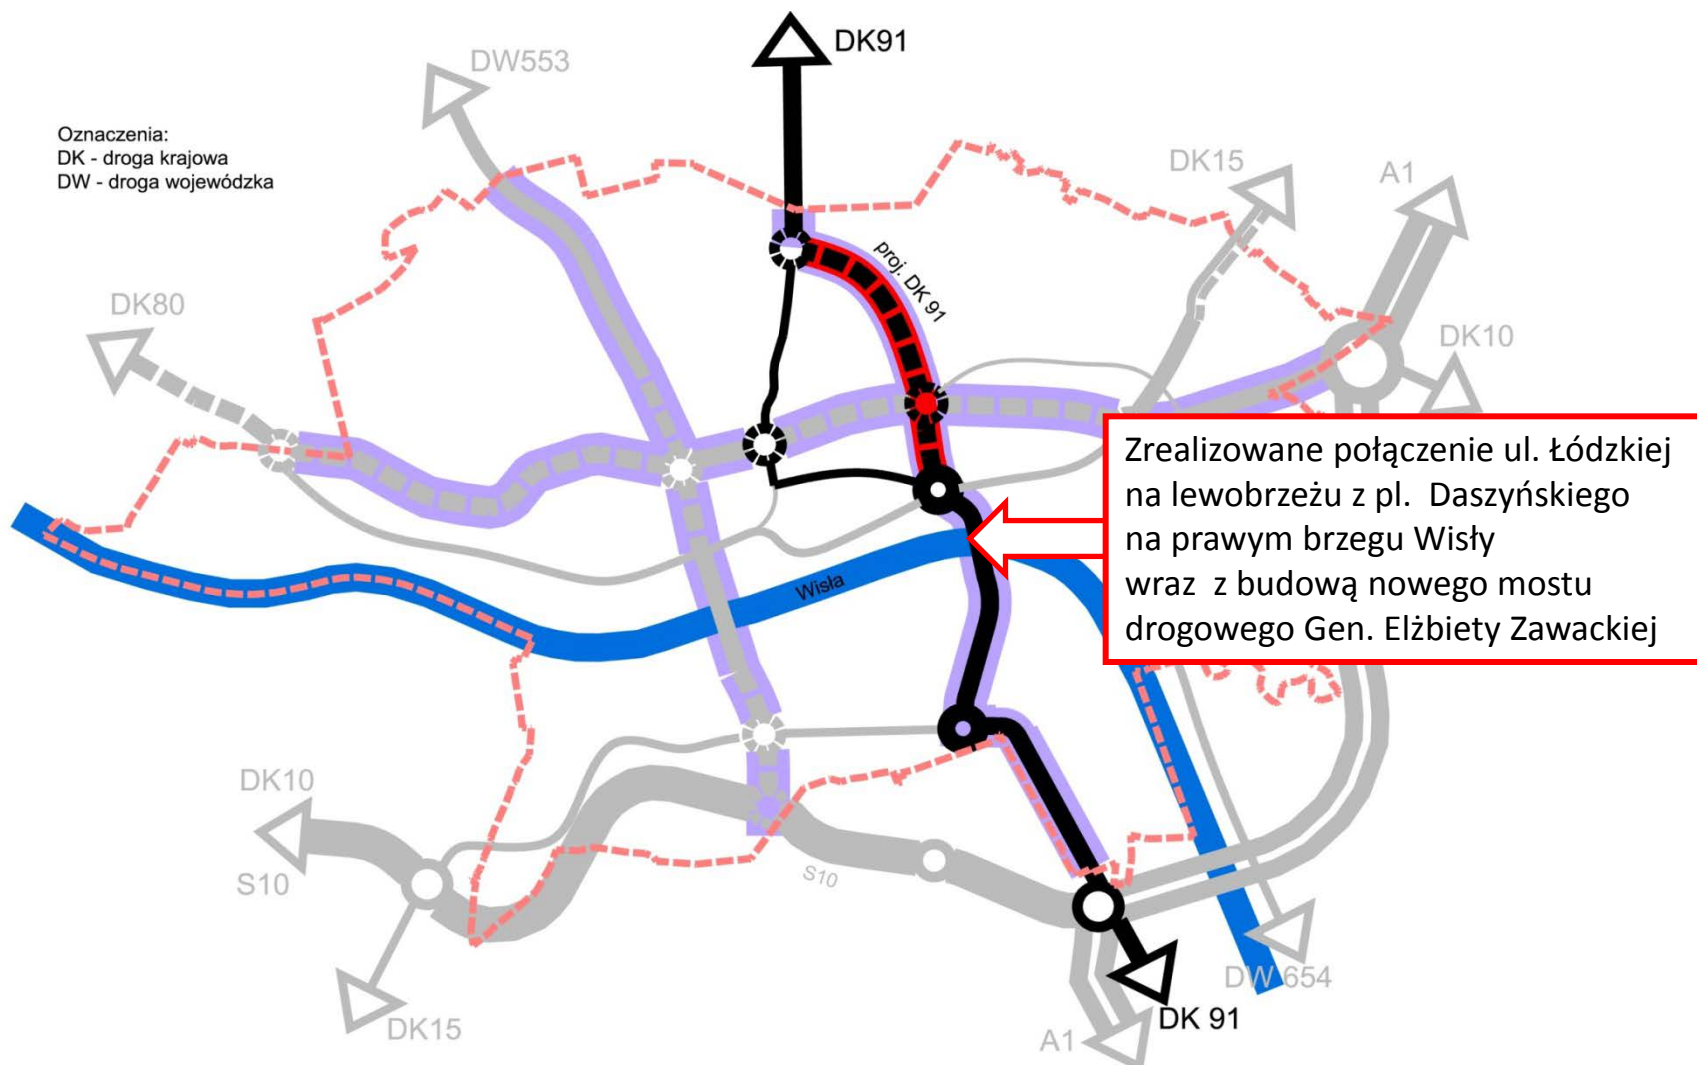 DK91
DW553
Oznaczenia:
DK - droga krajowa
DW - droga wojewódzka
DK15
A1
proj. DK 91
DK80
DK10
Zrealizowane połączenie ul. Łódzkiej
na lewobrzeżu z pl. Daszyńskiego
na prawym brzegu Wisły
wraz z budową nowego mostu
drogowego Gen. Elżbiety Zawackiej
Wisła
DK10
S10
S10
DW 654
DK 91
DK15
A1